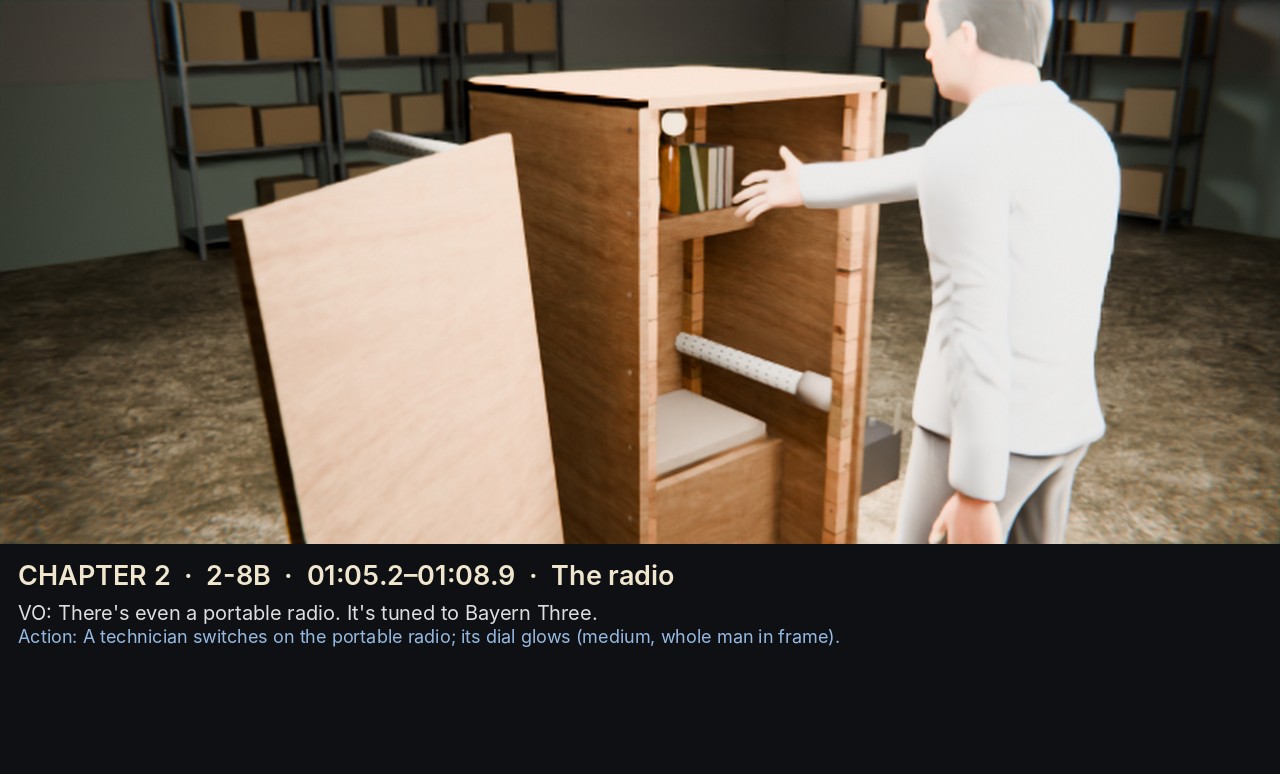 CHAPTER 2 · 2-8B · 01:05.2–01:08.9 · The radio
VO: There's even a portable radio. It's tuned to Bayern Three.
Action: A technician switches on the portable radio; its dial glows (medium, whole man in frame).